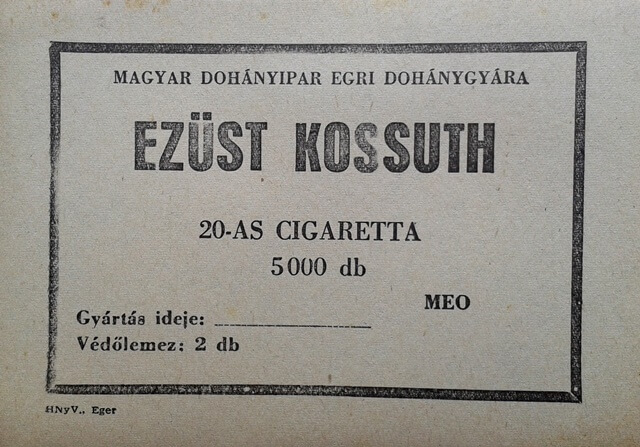 MAGYAR DOHÁNYIPAR EGRI DOHÁNYGYÁRA
EZÜST KOSSUTH
20-AS CIGARETTA
5000 db
MEO
Gyártás ideje:
Védőlemez: 2 db
HNyV., Eger